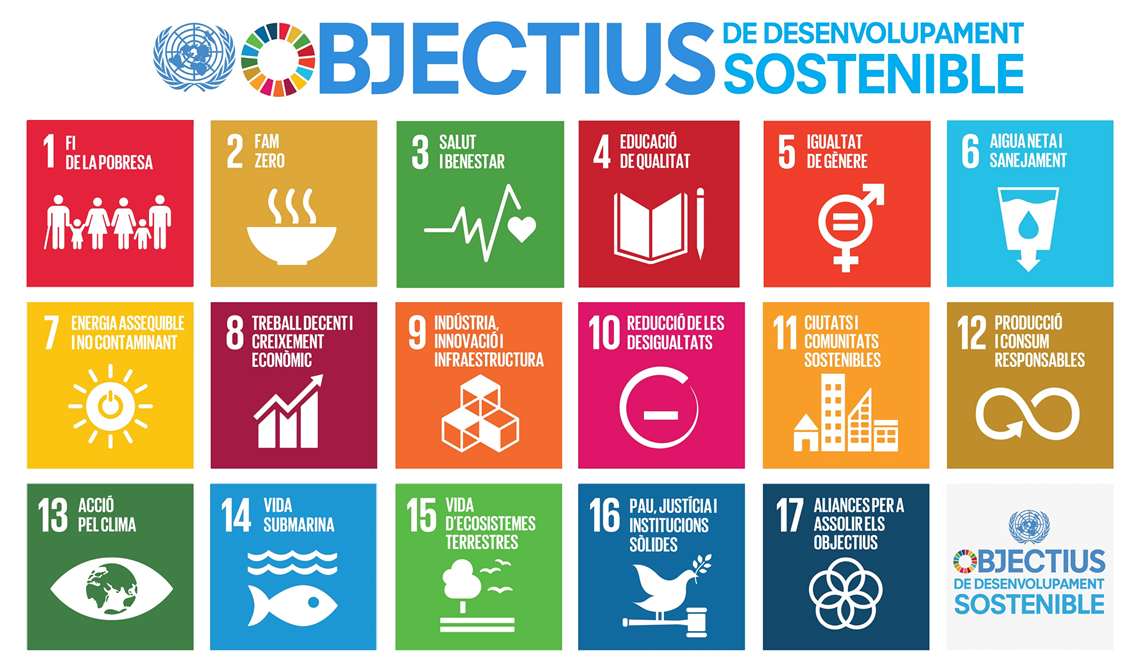 OBJECTIUS
DE DESENVOLUPAMENT
SOSTENIBLE
1 FI
DE LA POBRESA
2 FAM
ZERO
3 SALUT
I BENESTAR
4 EDUCACIÓ
DE QUALITAT
5 IGUALTAT
DE GÈNERE
6 AIGUA NETA I
SANEJAMENT
7 ENERGIA ASSEQUIBLE
I NO CONTAMINANT
8 TREBALL DECENT I
CREIXEMENT
ECONÒMIC
9 INDÚSTRIA,
INNOVACIÓ I
INFRAESTRUCTURA
10 REDUCCIÓ DE LES
DESIGUALTATS
11 CIUTATS I
COMUNITATS
SOSTENIBLES
12 PRODUCCIÓ
I CONSUM
RESPONSABLES
13 ACCIÓ
PEL CLIMA
14 VIDA
SUBMARINA
15 VIDA
D'ECOSISTEMES
TERRESTRES
16 PAU, JUSTÍCIA I
INSTITUCIONS
SÒLIDES
17 ALIANCES PER A
ASSOLIR ELS
OBJECTIUS
OBJECTIUS
DE DESENVOLUPAMENT
SOSTENIBLE